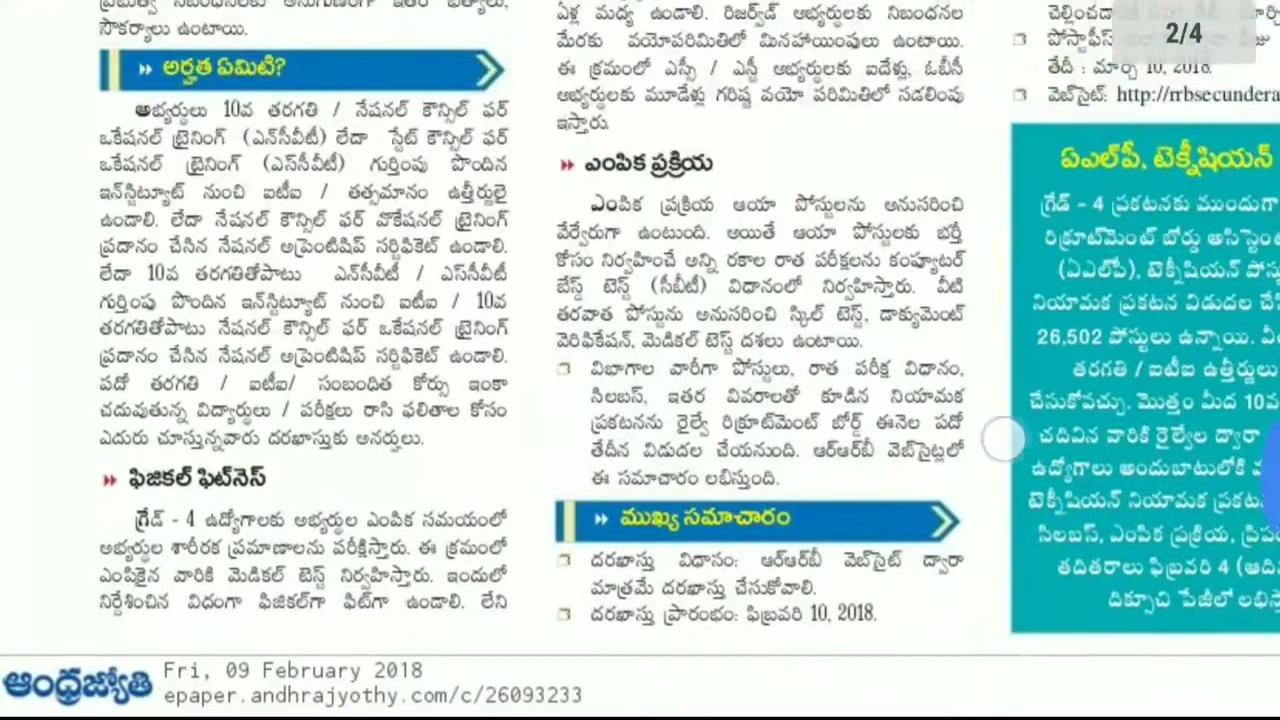 సౌకర్యాలు ఉంటాయి.
అర్హత ఏమిటి?
అభ్యర్థులు 10వ తరగతి / నేషనల్ కౌన్సిల్ ఫర్
ఒకేషనల్ ట్రైనింగ్ (ఎన్‌సీవీటీ) లేదా స్టేట్ కౌన్సిల్ ఫర్
ఒకేషనల్ ట్రైనింగ్ (ఎస్‌సీవీటీ) గుర్తింపు పొందిన
ఇన్‌స్టిట్యూట్ నుంచి ఐటీఐ / తత్సమానం ఉత్తీర్ణులై
ఉండాలి. లేదా నేషనల్ కౌన్సిల్ ఫర్ వొకేషనల్ ట్రైనింగ్
ప్రదానం చేసిన నేషనల్ అప్రెంటిషిప్ సర్టిఫికెట్ ఉండాలి.
లేదా 10వ తరగతితోపాటు ఎన్‌సీవీటీ / ఎస్‌సీవీటీ
గుర్తింపు పొందిన ఇన్‌స్టిట్యూట్ నుంచి ఐటీఐ / 10వ
తరగతితోపాటు నేషనల్ కౌన్సిల్ ఫర్ ఒకేషనల్ ట్రైనింగ్
ప్రదానం చేసిన నేషనల్ అప్రెంటిషిప్ సర్టిఫికెట్ ఉండాలి.
పదో తరగతి / ఐటీఐ/ సంబంధిత కోర్సు ఇంకా
చదువుతున్న విద్యార్థులు / పరీక్షలు రాసి ఫలితాల కోసం
ఎదురు చూస్తున్నవారు దరఖాస్తుకు అనర్హులు.
ఫిజికల్ ఫిట్‌నెస్
గ్రేడ్ - 4 ఉద్యోగాలకు అభ్యర్థుల ఎంపిక సమయంలో
అభ్యర్థుల శారీరక ప్రమాణాలను పరీక్షిస్తారు. ఈ క్రమంలో
ఎంపికైన వారికి మెడికల్ టెస్ట్ నిర్వహిస్తారు. ఇందులో
నిర్దేశించిన విధంగా ఫిజికల్‌గా ఫిట్‌గా ఉండాలి. లేని
ఏళ్ల మధ్య ఉండాలి. రిజర్వ్‌డ్ అభ్యర్థులకు నిబంధనల
మేరకు వయోపరిమితిలో మినహాయింపులు ఉంటాయి.
ఈ క్రమంలో ఎస్సీ / ఎస్టీ అభ్యర్థులకు ఐదేళ్లు, ఓబీసీ
అభ్యర్థులకు మూడేళ్లు గరిష్ట వయో పరిమితిలో సడలింపు
ఇస్తారు.
ఎంపిక ప్రక్రియ
ఎంపిక ప్రక్రియ ఆయా పోస్టులను అనుసరించి
వేర్వేరుగా ఉంటుంది. అయితే ఆయా పోస్టులకు భర్తీ
కోసం నిర్వహించే అన్ని రకాల రాత పరీక్షలను కంప్యూటర్
బేస్డ్ టెస్ట్ (సీబీటీ) విధానంలో నిర్వహిస్తారు. వీటి
తరవాత పోస్టును అనుసరించి స్కిల్ టెస్ట్, డాక్యుమెంట్
వెరిఫికేషన్, మెడికల్ టెస్ట్ దశలు ఉంటాయి.
విభాగాల వారీగా పోస్టులు, రాత పరీక్ష విధానం,
సిలబస్, ఇతర వివరాలతో కూడిన నియామక
ప్రకటనను రైల్వే రిక్రూట్‌మెంట్ బోర్డ్ ఈనెల పదో
తేదీన విడుదల చేయనుంది. ఆర్ఆర్‌బీ వెబ్‌సైట్లలో
ఈ సమాచారం లభిస్తుంది.
ముఖ్య సమాచారం
దరఖాస్తు విధానం: ఆర్ఆర్‌బీ వెబ్‌సైట్ ద్వారా
మాత్రమే దరఖాస్తు చేసుకోవాలి.
దరఖాస్తు ప్రారంభం: ఫిబ్రవరి 10, 2018.
2/4
పోస్టాఫీస్
తేదీ : మార్చి 10, 2018.
వెబ్‌సైట్: http://rrbsecundera
ఏఎల్‌పీ, టెక్నీషియన్
గ్రేడ్ - 4 ప్రకటనకు ముందుగా
రిక్రూట్‌మెంట్ బోర్డు అసిస్టెంట్
(ఏఎల్‌పీ), టెక్నీషియన్
నియామక ప్రకటన విడుదల
26,502 పోస్టులు ఉన్నాయి.
తరగతి / ఐటీఐ ఉత్తీర్ణులు
చేసుకోవచ్చు. మొత్తం మీద 10వ
చదివిన వారికి రైల్వేల ద్వారా
ఉద్యోగాలు అందుబాటులోకి
టెక్నీషియన్ నియామక
సిలబస్, ఎంపిక ప్రక్రియ,
తదితరాలు ఫిబ్రవరి 4
దిక్సూచి పేజీలో
ఆంధ్రజ్యోతి
Fri, 09 February 2018
epaper.andhrajyothy.com/c/26093233